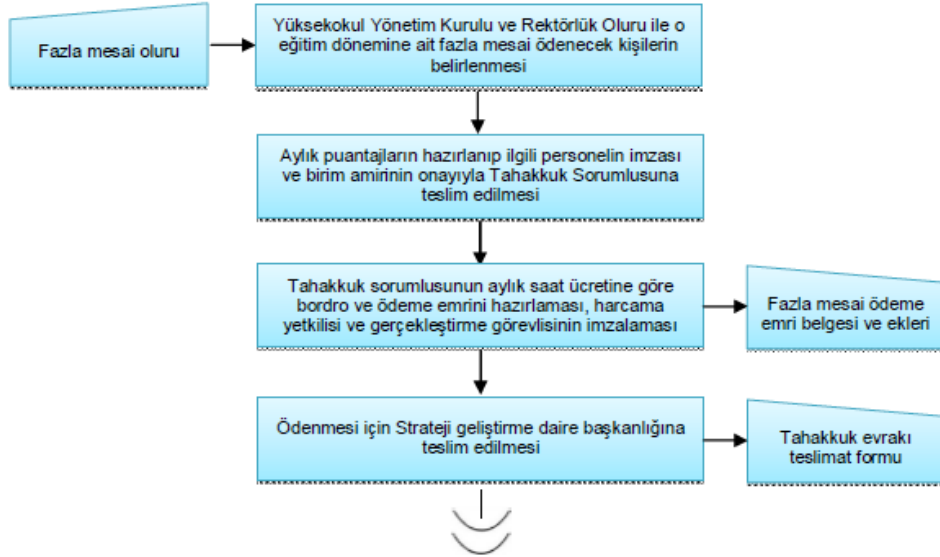 Fazla mesai oluru
Yüksekokul Yönetim Kurulu ve Rektörlük Oluru ile o
eğitim dönemine ait fazla mesai ödenecek kişilerin
belirlenmesi
Aylık puantajların hazırlanıp ilgili personelin imzası
ve birim amirinin onayıyla Tahakkuk Sorumlusuna
teslim edilmesi
Tahakkuk sorumlusunun aylık saat ücretine göre
bordro ve ödeme emrini hazırlaması, harcama
yetkilisi ve gerçekleştirme görevlisinin imzalaması
Fazla mesai ödeme
emri belgesi ve ekleri
Ödenmesi için Strateji geliştirme daire başkanlığına
teslim edilmesi
Tahakkuk evrakı
teslimat formu